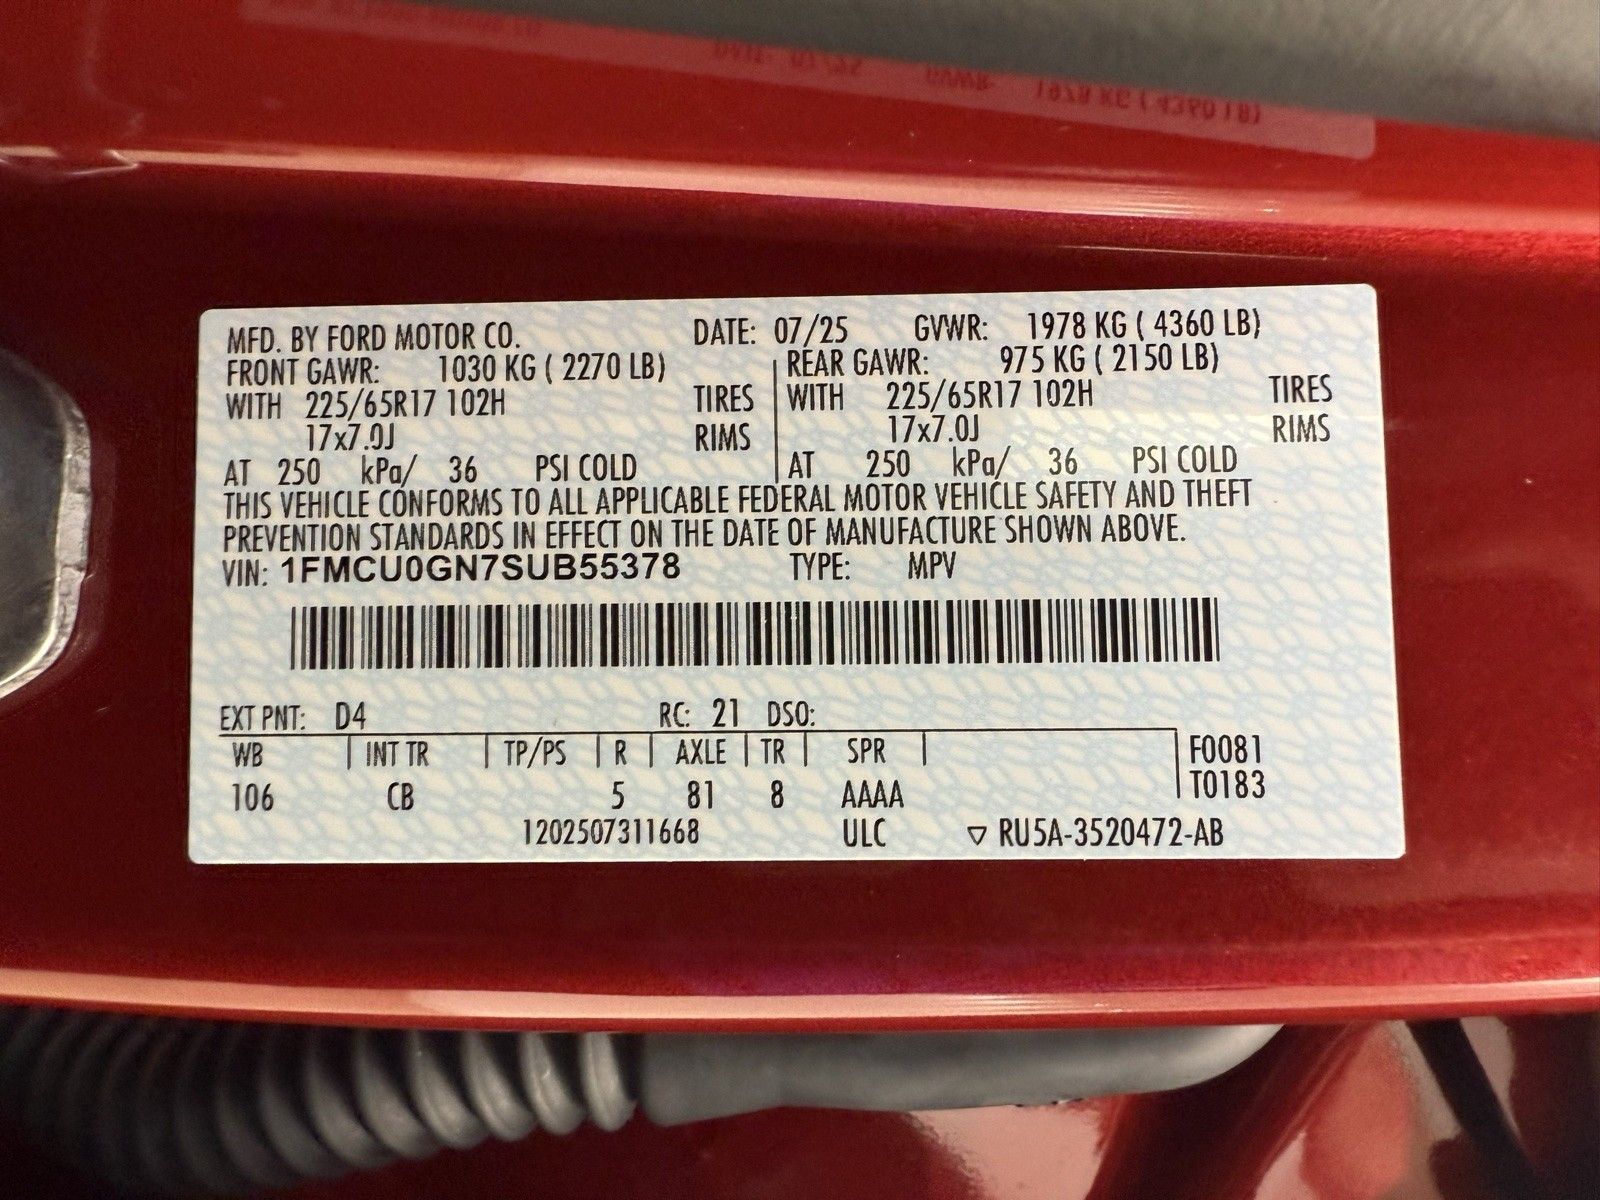 MFD. BY FORD MOTOR CO. DATE: 07/25 GVWR: 1978 KG ( 4360 LB)
FRONT GAWR: 1030 KG ( 2270 LB) REAR GAWR: 975 KG ( 2150 LB)
WITH 225/65R17 102H TIRES WITH 225/65R17 102H TIRES
17x7.0J RIMS 17x7.0J RIMS
AT 250 kPa/ 36 PSI COLD AT 250 kPa/ 36 PSI COLD
THIS VEHICLE CONFORMS TO ALL APPLICABLE FEDERAL MOTOR VEHICLE SAFETY AND THEFT
PREVENTION STANDARDS IN EFFECT ON THE DATE OF MANUFACTURE SHOWN ABOVE.
VIN: 1FMCU0GN7SUB55378 TYPE: MPV
EXT PNT: D4 RC: 21 DSO:
WB INT TR TP/PS R AXLE TR SPR F0081
106 CB 5 81 8 AAAA T0183
1202507311668 ULC ▽ RU5A-3520472-AB